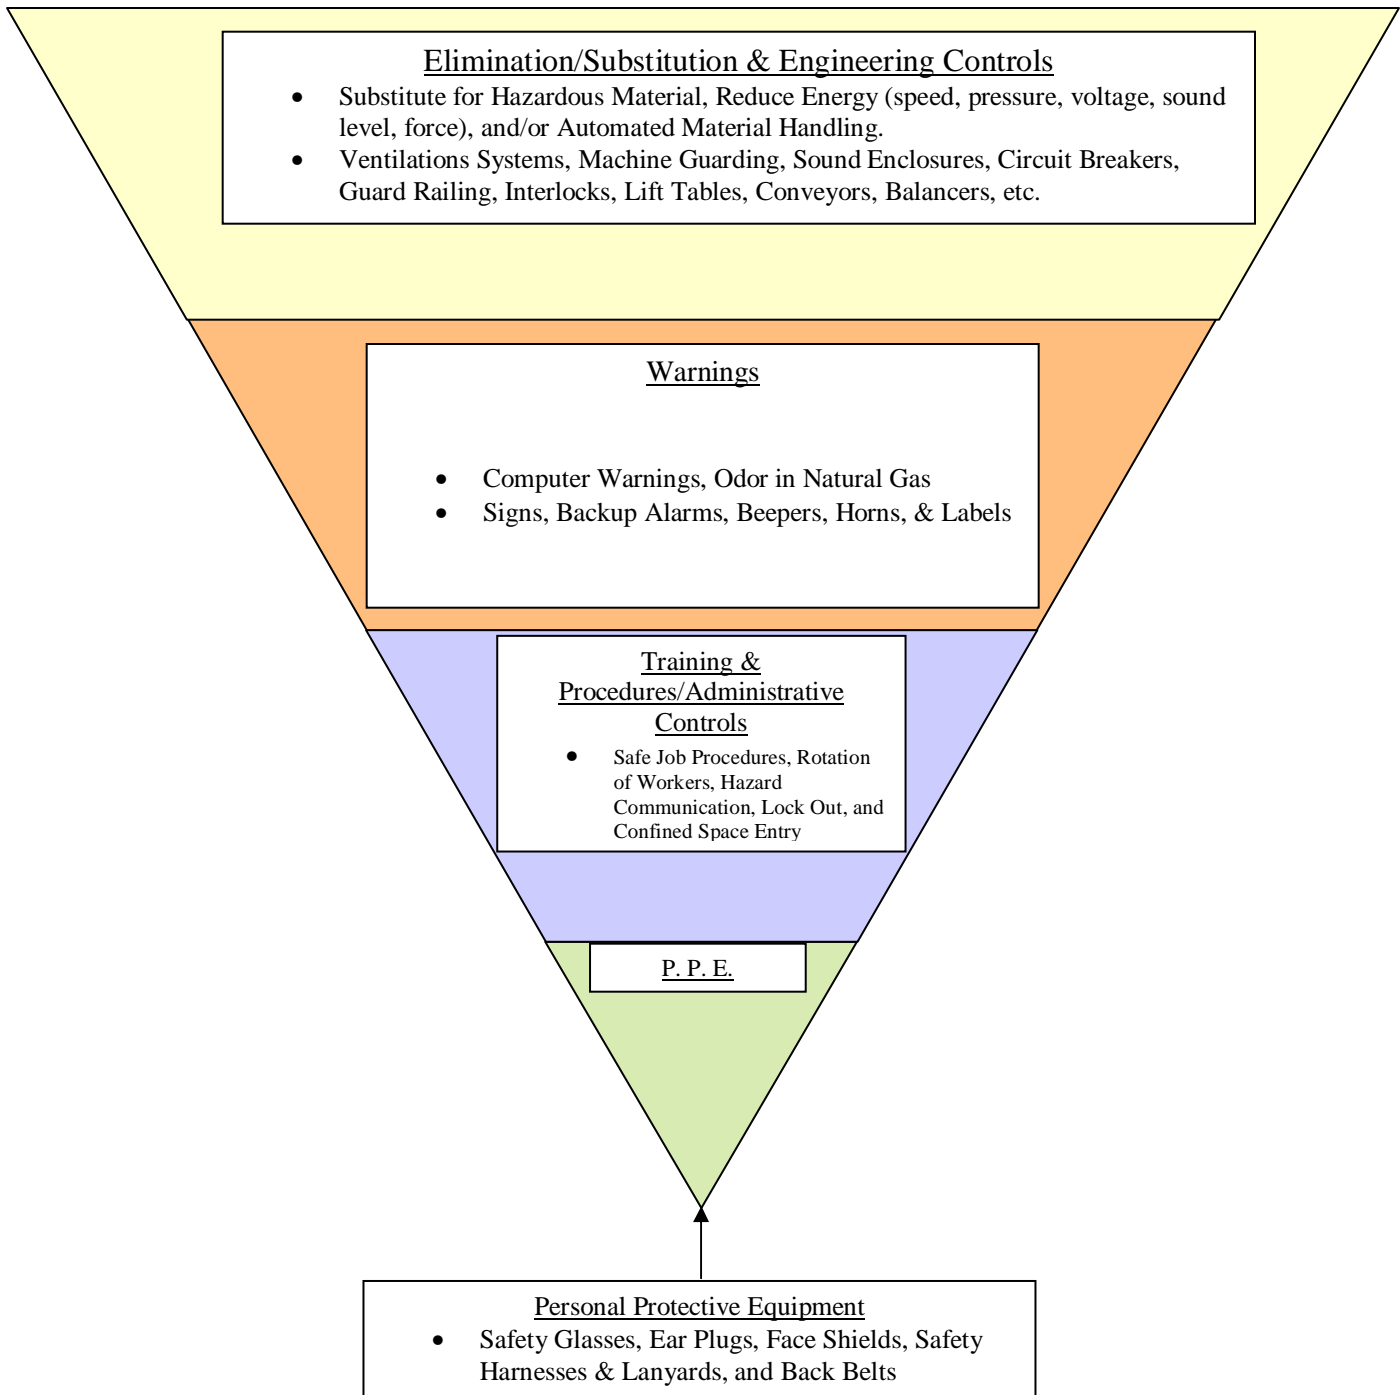 Elimination/Substitution & Engineering Controls
• Substitute for Hazardous Material, Reduce Energy (speed, pressure, voltage, sound
level, force), and/or Automated Material Handling.
• Ventilations Systems, Machine Guarding, Sound Enclosures, Circuit Breakers,
Guard Railing, Interlocks, Lift Tables, Conveyors, Balancers, etc.
Warnings
• Computer Warnings, Odor in Natural Gas
• Signs, Backup Alarms, Beepers, Horns, & Labels
Training &
Procedures/Administrative
Controls
• Safe Job Procedures, Rotation
of Workers, Hazard
Communication, Lock Out, and
Confined Space Entry
P. P. E.
Personal Protective Equipment
• Safety Glasses, Ear Plugs, Face Shields, Safety
Harnesses & Lanyards, and Back Belts